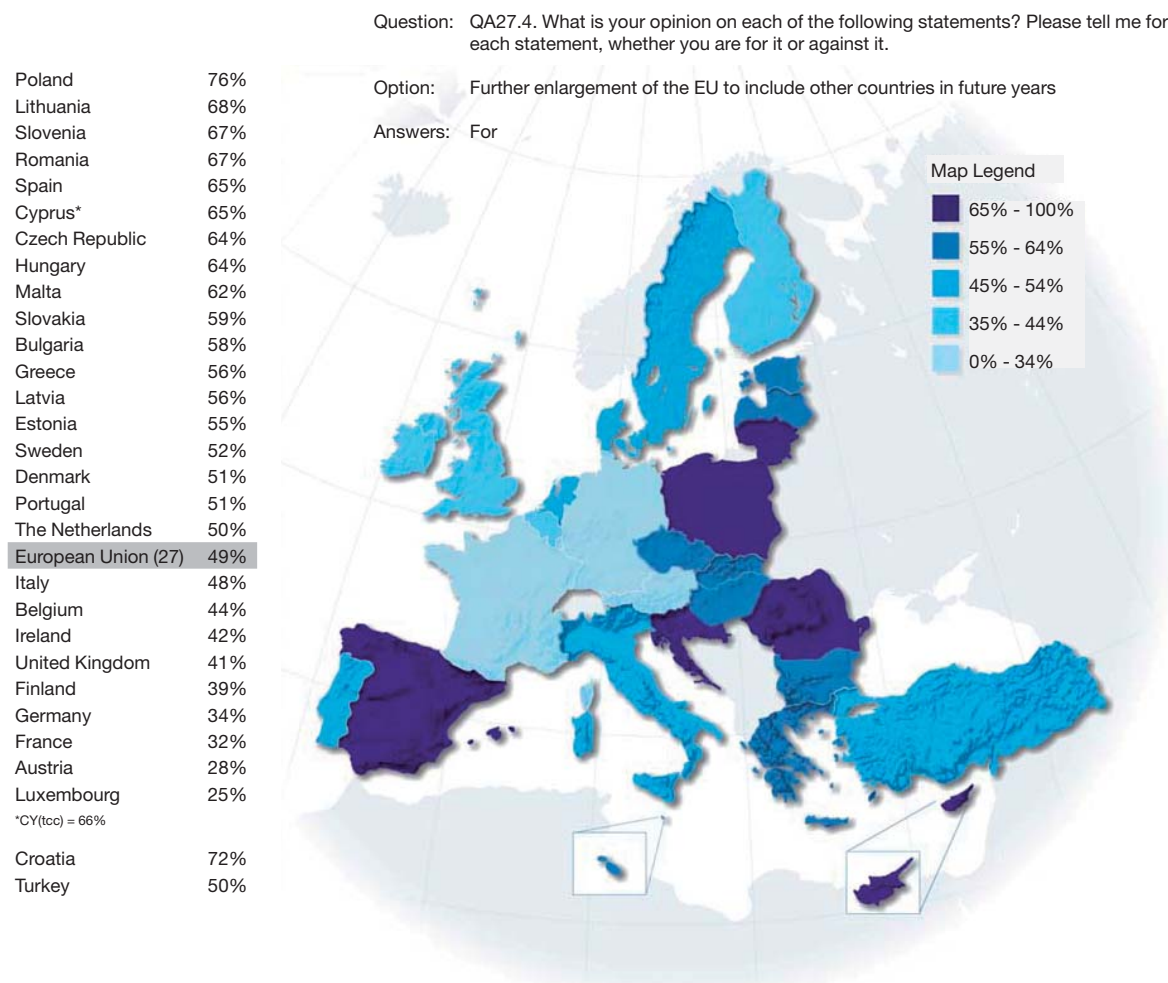 Question: QA27.4. What is your opinion on each of the following statements? Please tell me for
each statement, whether you are for it or against it.
Option: Further enlargement of the EU to include other countries in future years
Answers: For
Poland 76%
Lithuania 68%
Slovenia 67%
Romania 67%
Spain 65%
Cyprus* 65%
Czech Republic 64%
Hungary 64%
Malta 62%
Slovakia 59%
Bulgaria 58%
Greece 56%
Latvia 56%
Estonia 55%
Sweden 52%
Denmark 51%
Portugal 51%
The Netherlands 50%
European Union (27) 49%
Italy 48%
Belgium 44%
Ireland 42%
United Kingdom 41%
Finland 39%
Germany 34%
France 32%
Austria 28%
Luxembourg 25%
*CY(tcc) = 66%
Croatia 72%
Turkey 50%
Map Legend
65% - 100%
55% - 64%
45% - 54%
35% - 44%
0% - 34%